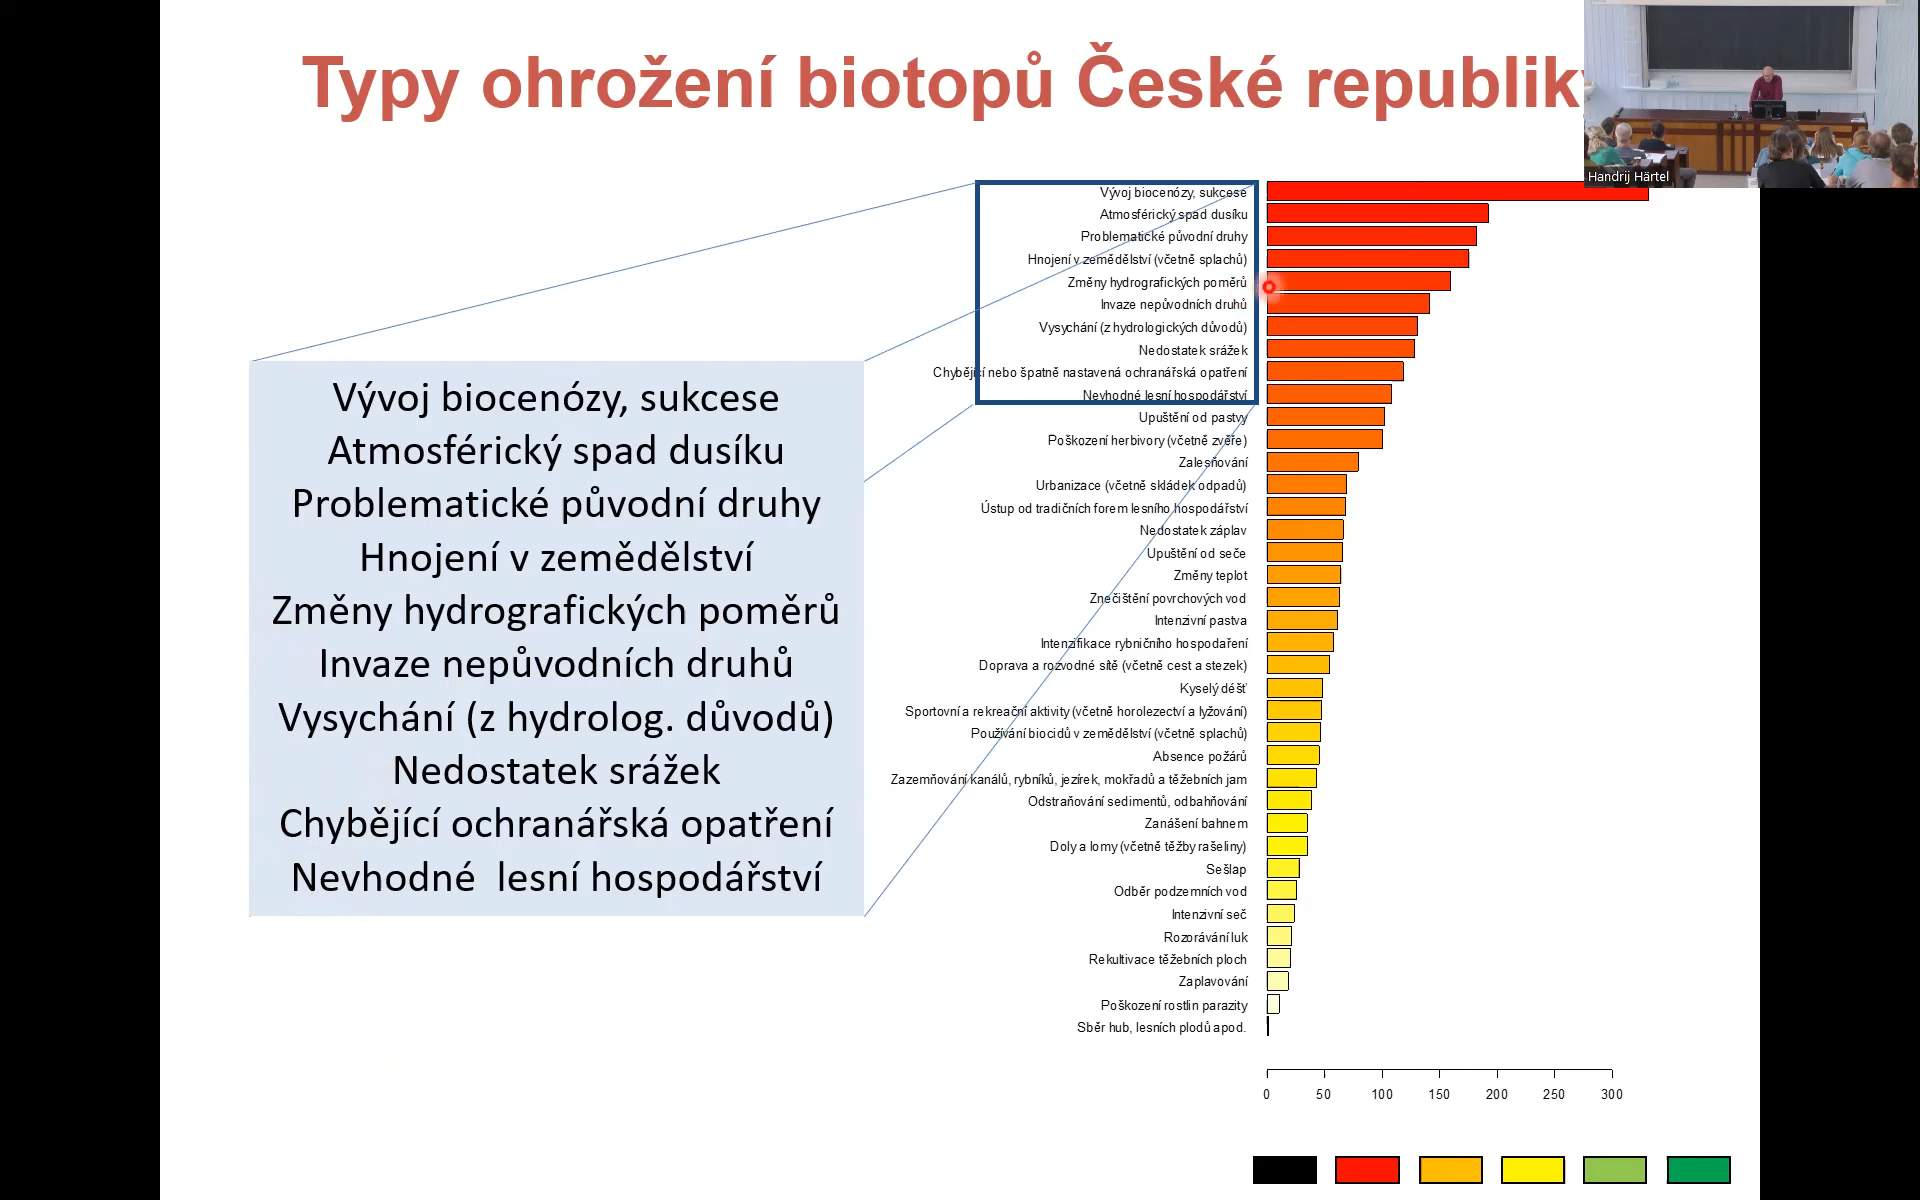 Typy ohrožení biotopů České republiky
Handrij Härtel
Vývoj biocenózy, sukcese
Atmosférický spad dusíku
Problematické původní druhy
Hnojení v zemědělství
Změny hydrografických poměrů
Invaze nepůvodních druhů
Vysychání (z hydrolog. důvodů)
Nedostatek srážek
Chybějící ochranářská opatření
Nevhodné lesní hospodářství
Vývoj biocenózy, sukcese
Atmosférický spad dusíku
Problematické původní druhy
Hnojení v zemědělství (včetně splachů)
Změny hydrografických poměrů
Invaze nepůvodních druhů
Vysychání (z hydrologických důvodů)
Nedostatek srážek
Chybějící nebo špatně nastavená ochranářská opatření
Nevhodné lesní hospodářství
Upuštění od pastvy
Poškození herbivory (včetně zvěře)
Zalesňování
Urbanizace (včetně skládek odpadů)
Ústup od tradičních forem lesního hospodářství
Nedostatek záplav
Upuštění od seče
Změny teplot
Znečištění povrchových vod
Intenzivní pastva
Intenzifikace rybničního hospodaření
Doprava a rozvodné sítě (včetně cest a stezek)
Kyselý déšť
Sportovní a rekreační aktivity (včetně horolezectví a lyžování)
Používání biocidů v zemědělství (včetně splachů)
Absence požárů
Zazemňování kanálů, rybníků, jezírek, mokřadů a těžebních jam
Odstraňování sedimentů, odbahňování
Zanášení bahnem
Doly a lomy (včetně těžby rašeliny)
Sešlap
Odběr podzemních vod
Intenzivní seč
Rozorávání luk
Rekultivace těžebních ploch
Zaplavování
Poškození rostlin parazity
Sběr hub, lesních plodů apod.
0 50 100 150 200 250 300